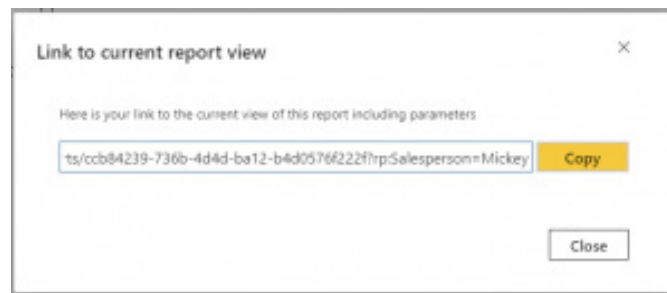 Link to current report view
Here is your link to the current view of this report including parameters
ts/ccb84239-736b-4d4d-ba12-b4d0576f222f?rp:Salesperson=Mickey
Copy
Close